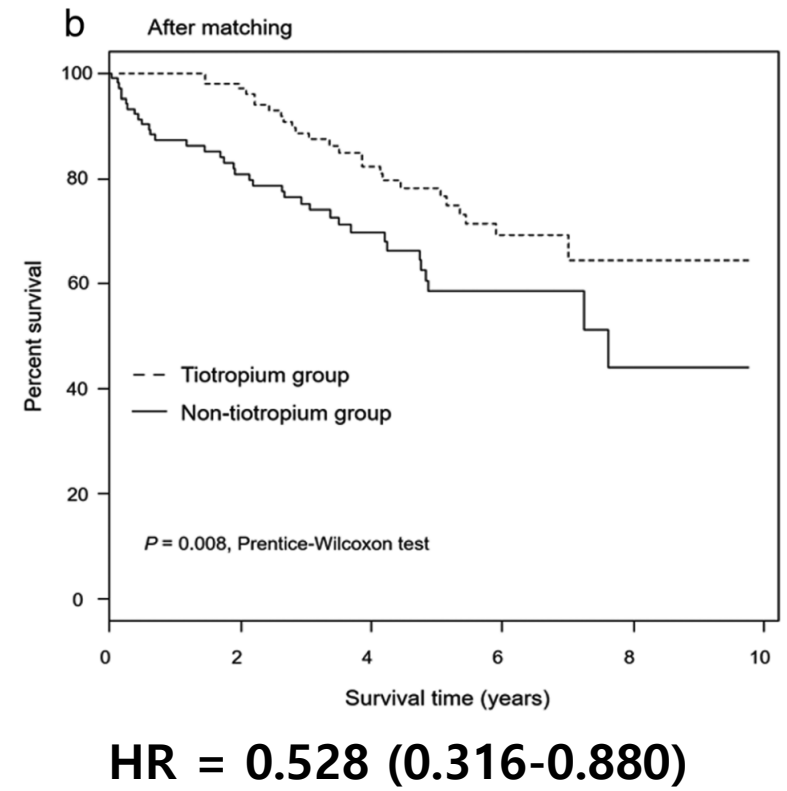 b After matching
100
80
60
40
20
0
Percent survival
Tiotropium group
Non-tiotropium group
P = 0.008, Prentice-Wilcoxon test
0 2 4 6 8 10
Survival time (years)
HR = 0.528 (0.316-0.880)